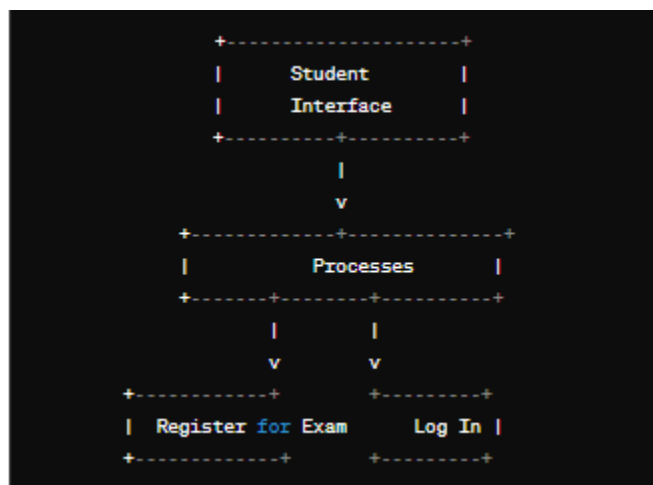 +---------------------+
|      Student        |
|      Interface      |
+----------+----------+
|
v
+-------------+--------------+
|            Processes       |
+-------+--------+----------+
|        |
v        v
+------------+        +---------+
|  Register for Exam      Log In |
+-------------+       +---------+